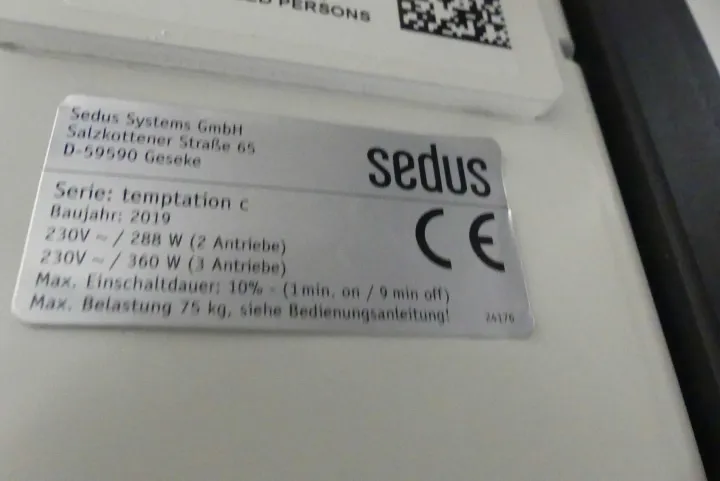 PERSONS
Sedus Systems GmbH
Salzkottener Straße 65
D-59590 Geseke
sedus
Serie: temptation c
Baujahr: 2019
230V ~ / 288 W (2 Antriebe)
230V ~ / 360 W (3 Antriebe)
Max. Einschaltdauer: 10% - (1min. on / 9 min off)
Max. Belastung 75 kg, siehe Bedienungsanleitung!
CE
24176